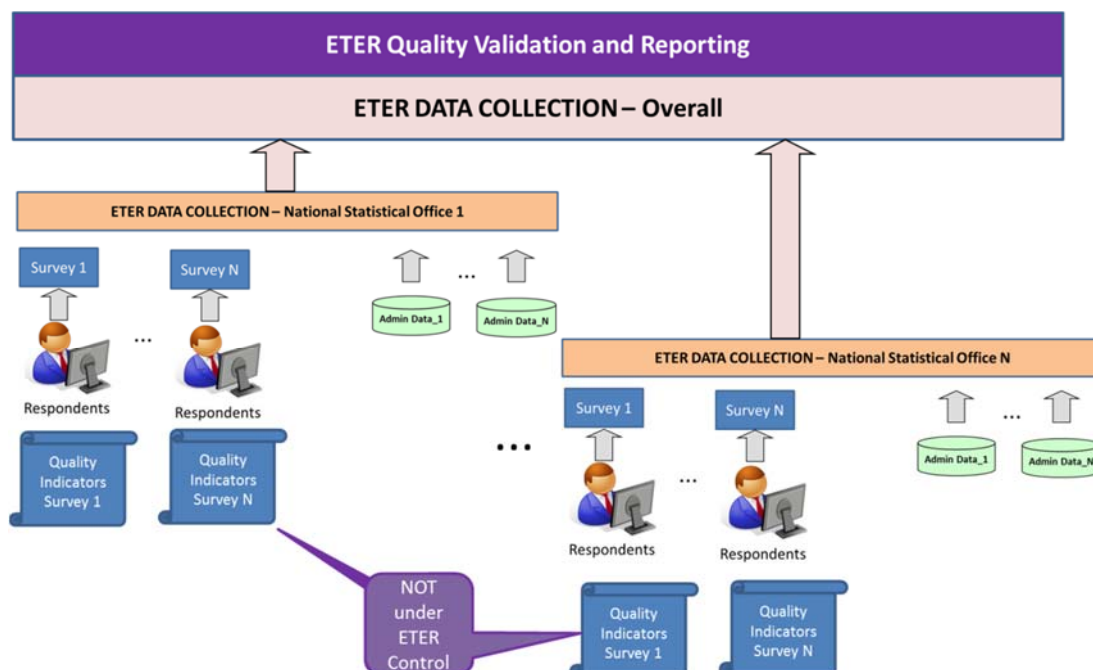 ETER Quality Validation and Reporting
ETER DATA COLLECTION – Overall
ETER DATA COLLECTION – National Statistical Office 1
Survey 1
Survey N
...
Admin Data_1
Admin Data_N
...
Respondents
Respondents
Quality
Indicators
Survey 1
Quality
Indicators
Survey N
...
ETER DATA COLLECTION – National Statistical Office N
Survey 1
Survey N
...
Admin Data_1
Admin Data_N
...
Respondents
Respondents
NOT
under
ETER
Control
Quality
Indicators
Survey 1
Quality
Indicators
Survey N